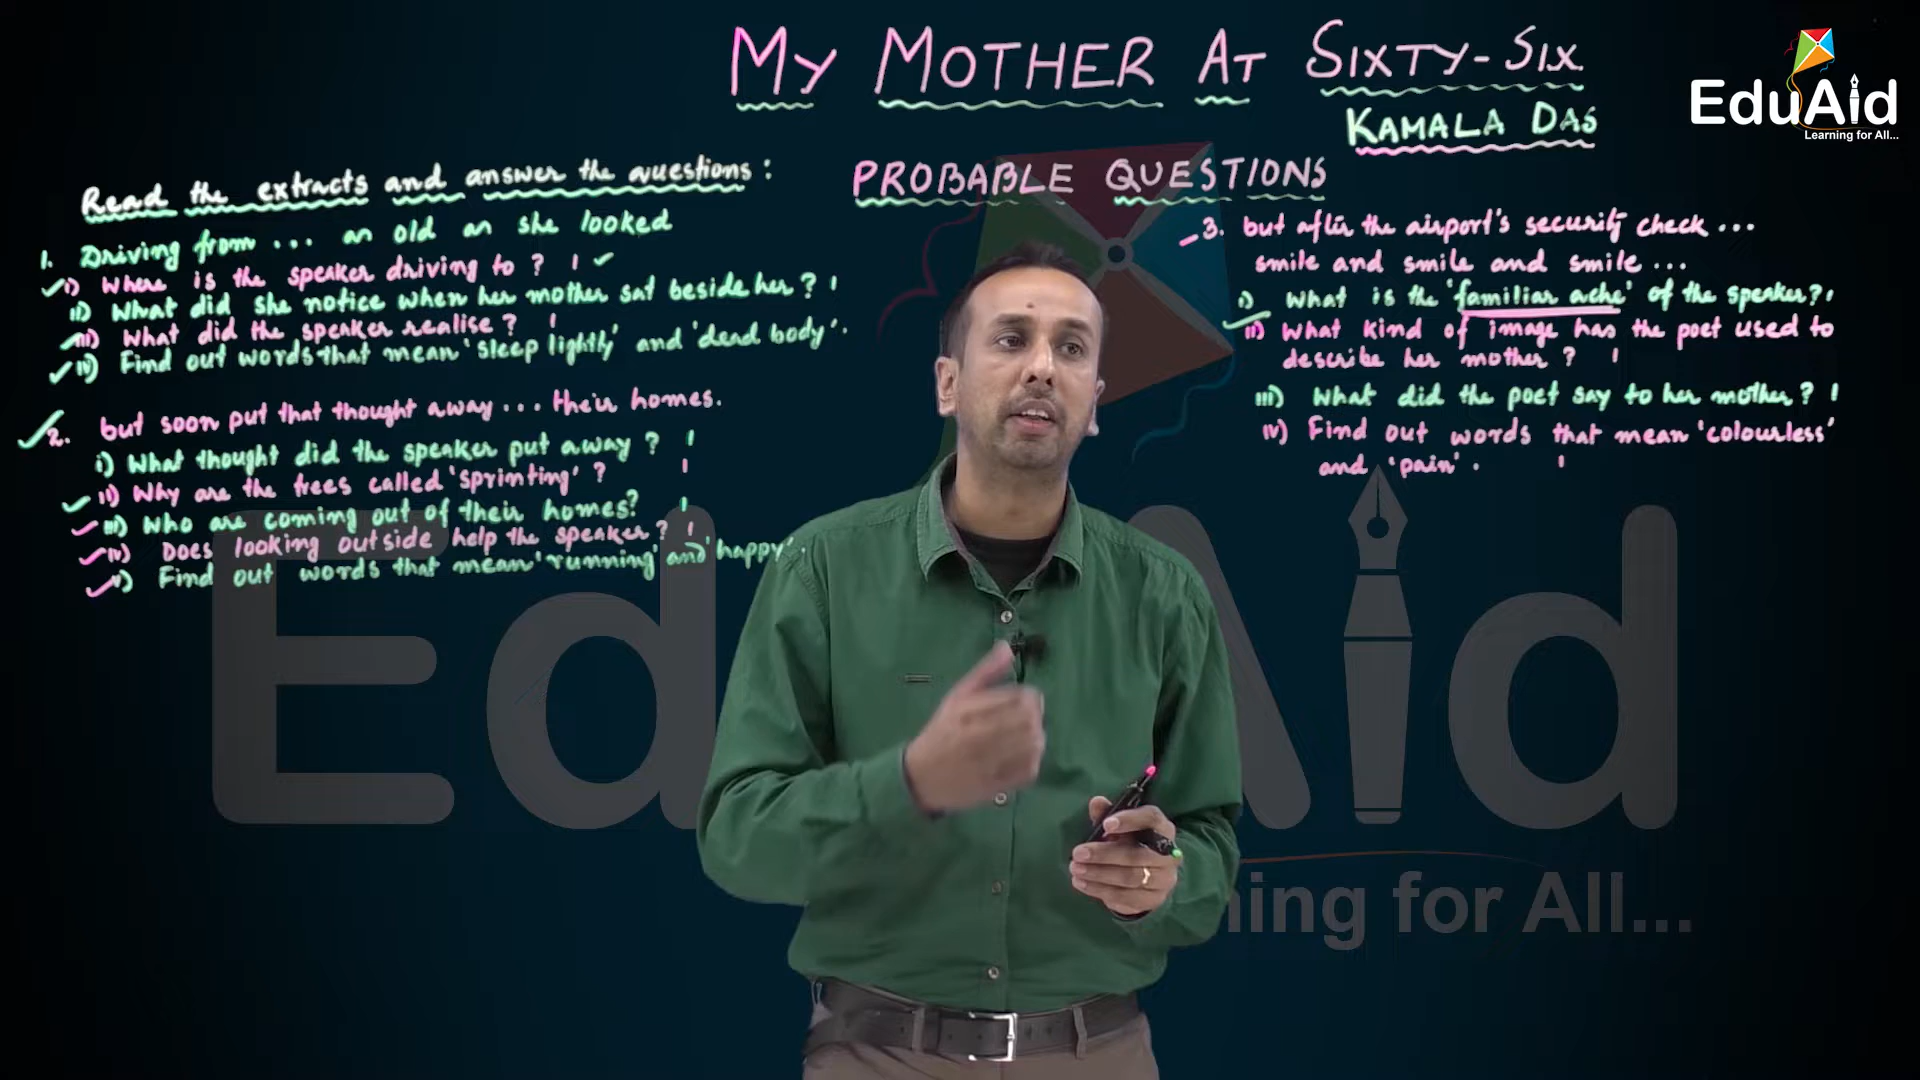 MY MOTHER AT SIXTY-SIX
KAMALA DAS
EduAid
Learning for All...
PROBABLE QUESTIONS
Read the extracts and answer the questions:
1. Driving from ... an old as she looked
i) Where is the speaker driving to? 1
ii) What did she notice when her mother sat beside her? 1
iii) What did the speaker realise? 1
iv) Find out words that mean 'sleep lightly' and 'dead body'.
2. but soon put that thought away... their homes.
i) What thought did the speaker put away? 1
ii) Why are the trees called 'sprinting'? 1
iii) Who are coming out of their homes? 1
iv) Does looking outside help the speaker? 1
v) Find out words that mean 'running' and 'happy'.
3. but after the airport's security check...
smile and smile and smile...
i) What is the 'familiar ache' of the speaker? 1
ii) What kind of image has the poet used to
describe her mother? 1
iii) What did the poet say to her mother? 1
iv) Find out words that mean 'colourless'
and 'pain'. 1
Ed Aid
ning for All...